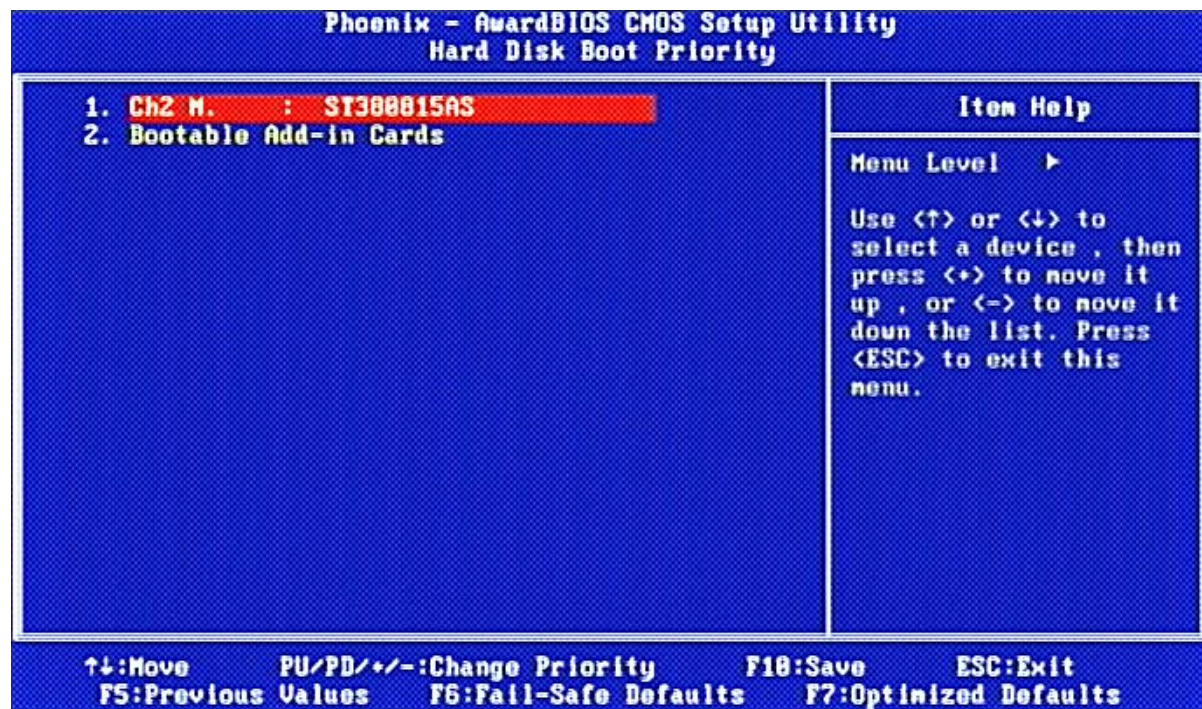 Phoenix - AwardBIOS CMOS Setup Utility
Hard Disk Boot Priority
1. Ch2 M. : ST380815AS
2. Bootable Add-in Cards
Item Help
Menu Level ▸
Use <↑> or <↓> to
select a device , then
press <+> to move it
up , or <-> to move it
down the list. Press
<ESC> to exit this
menu.
↑↓:Move PU/PD/+/-:Change Priority F10:Save ESC:Exit
F5:Previous Values F6:Fail-Safe Defaults F7:Optimized Defaults